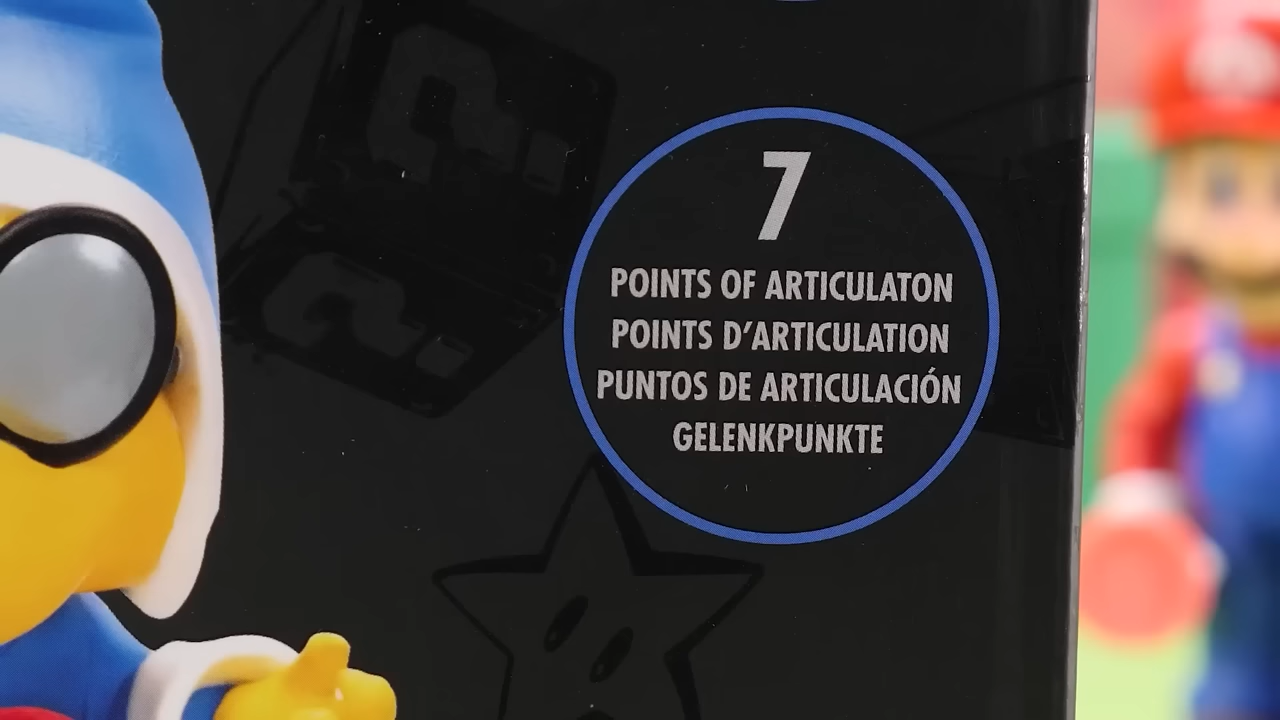 7
POINTS OF ARTICULATON
POINTS D'ARTICULATION
PUNTOS DE ARTICULACIÓN
GELENKPUNKTE